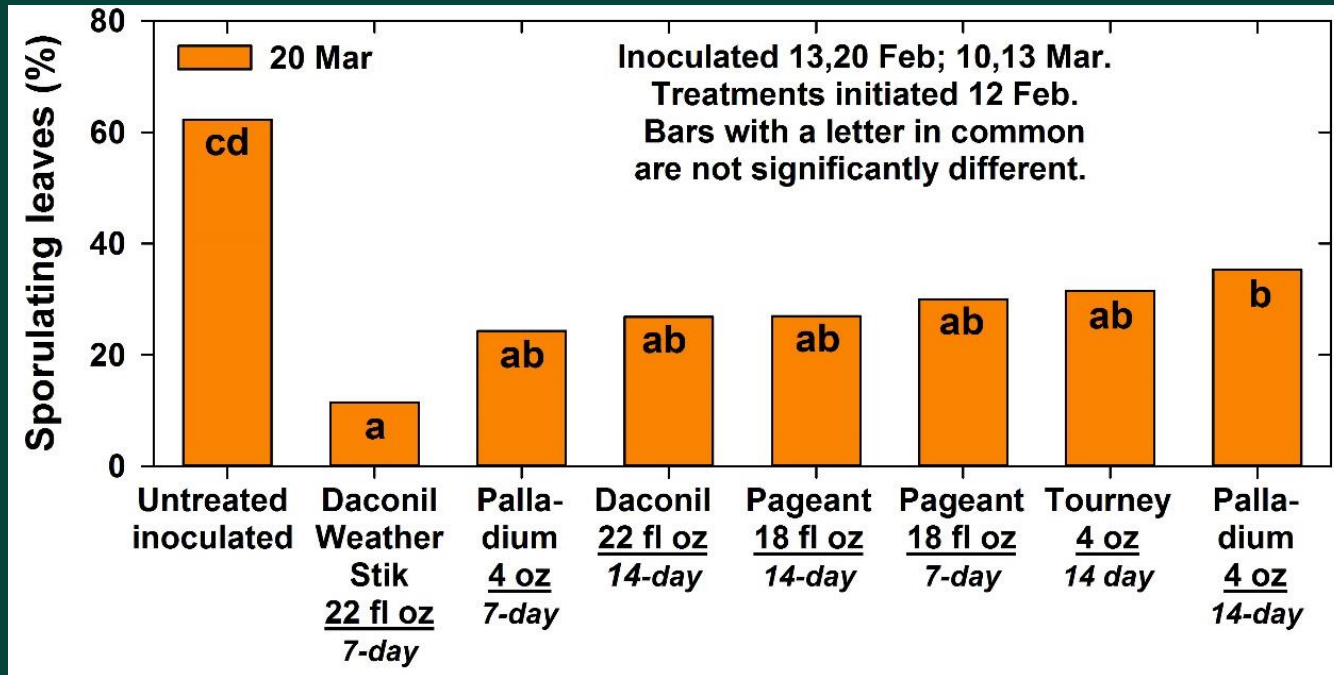 Sporulating leaves (%)
80
60
40
20
0
20 Mar
Inoculated 13,20 Feb; 10,13 Mar.
Treatments initiated 12 Feb.
Bars with a letter in common
are not significantly different.
cd
a
ab
ab
ab
ab
ab
b
Untreated
inoculated
Daconil
Weather
Stik
22 fl oz
7-day
Palla-
dium
4 oz
7-day
Daconil
22 fl oz
14-day
Pageant
18 fl oz
14-day
Pageant
18 fl oz
7-day
Tourney
4 oz
14 day
Palla-
dium
4 oz
14-day